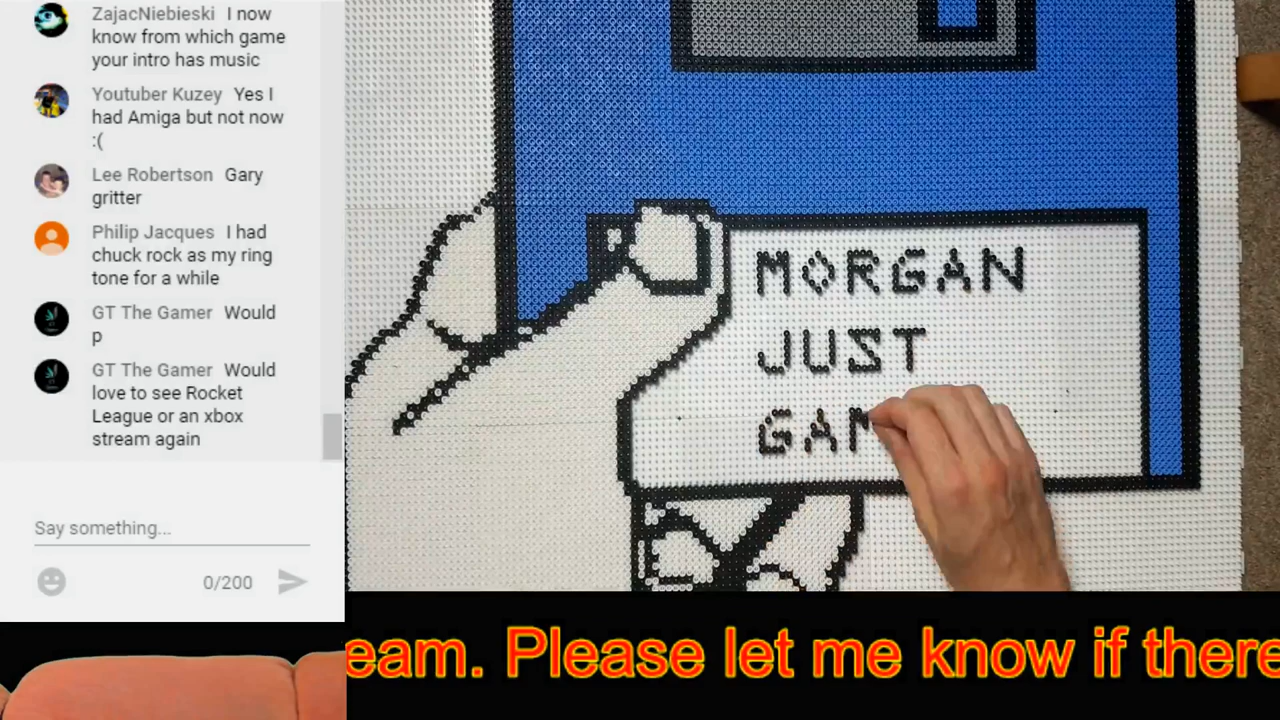 ZajacNiebieski I now
know from which game
your intro has music
Youtuber Kuzey Yes I
had Amiga but not now
:(
Lee Robertson Gary
gritter
Philip Jacques I had
chuck rock as my ring
tone for a while
GT The Gamer Would
p
GT The Gamer Would
love to see Rocket
League or an xbox
stream again
Say something...
0/200
MORGAN
JUST
GAM
eam. Please let me know if there